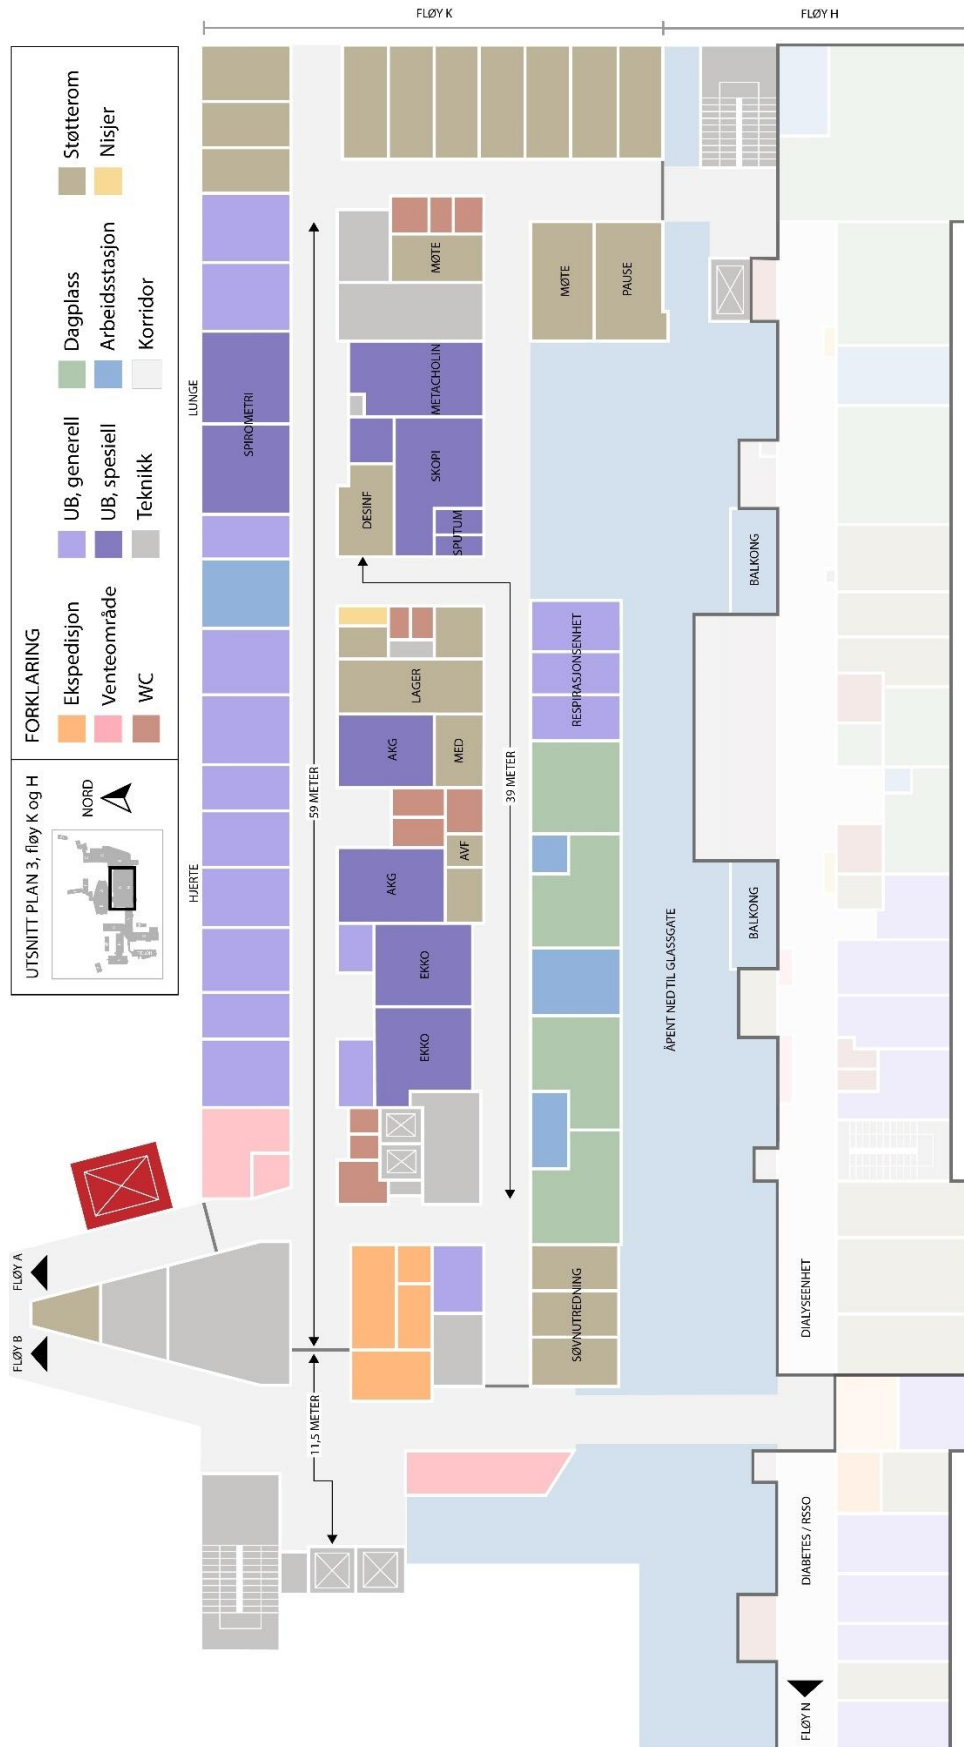 FLØY K
FLØY H
UTSNITT PLAN 3, fløy K og H
NORD
FORKLARING
Ekspedisjon
Venteområde
WC
UB, generell
UB, spesiell
Teknikk
Dagplass
Arbeidsstasjon
Korridor
Støtterom
Nisjer
FLØY A
FLØY B
HJERTE
LUNGE
SPIROMETRI
11,5 METER
59 METER
39 METER
EKKO
EKKO
AKG
AVF
AKG
MED
LAGER
DESINF
SPUTUM
SKOPI
METACHOLIN
MØTE
SØVNUTREDNING
RESPIRASJONSENHET
MØTE
PAUSE
ÅPENT NED TIL GLASSGATE
BALKONG
BALKONG
FLØY N
DIABETES / RSSO
DIALYSEENHET